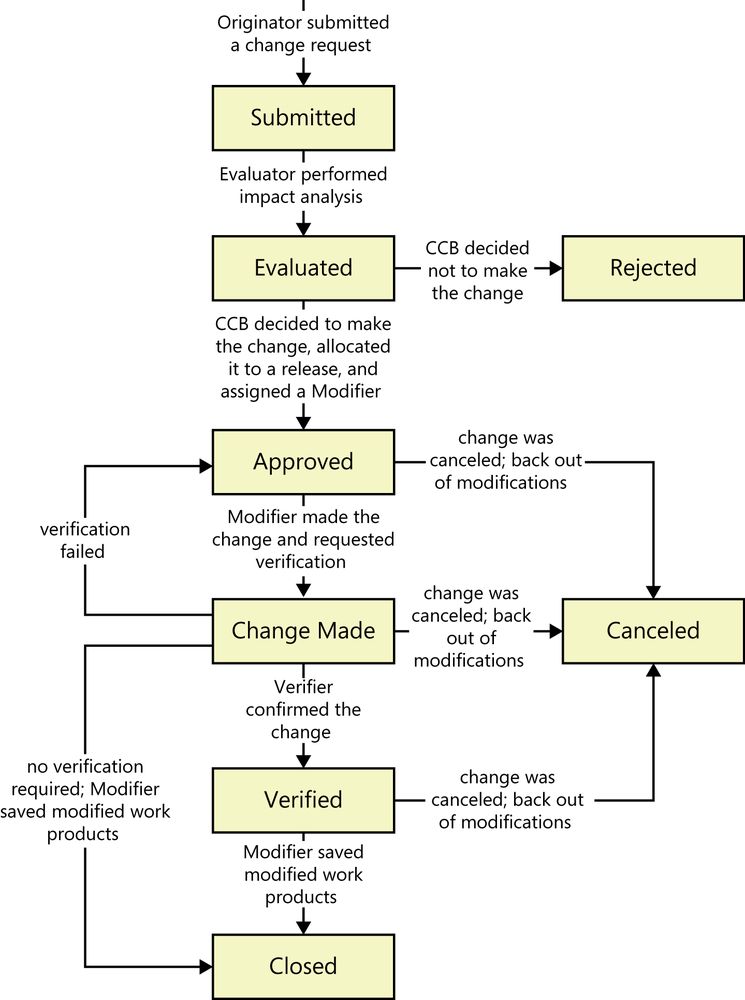 Originator submitted
a change request
Submitted
Evaluator performed
impact analysis
Evaluated
CCB decided
not to make
the change
Rejected
CCB decided to make
the change, allocated
it to a release, and
assigned a Modifier
Approved
change was
canceled; back out
of modifications
verification
failed
Modifier made the
change and requested
verification
Change Made
change was
canceled; back
out of
modifications
Canceled
Verifier
confirmed the
change
no verification
required; Modifier
saved modified work
products
Verified
change was
canceled; back out
of modifications
Modifier saved
modified work
products
Closed